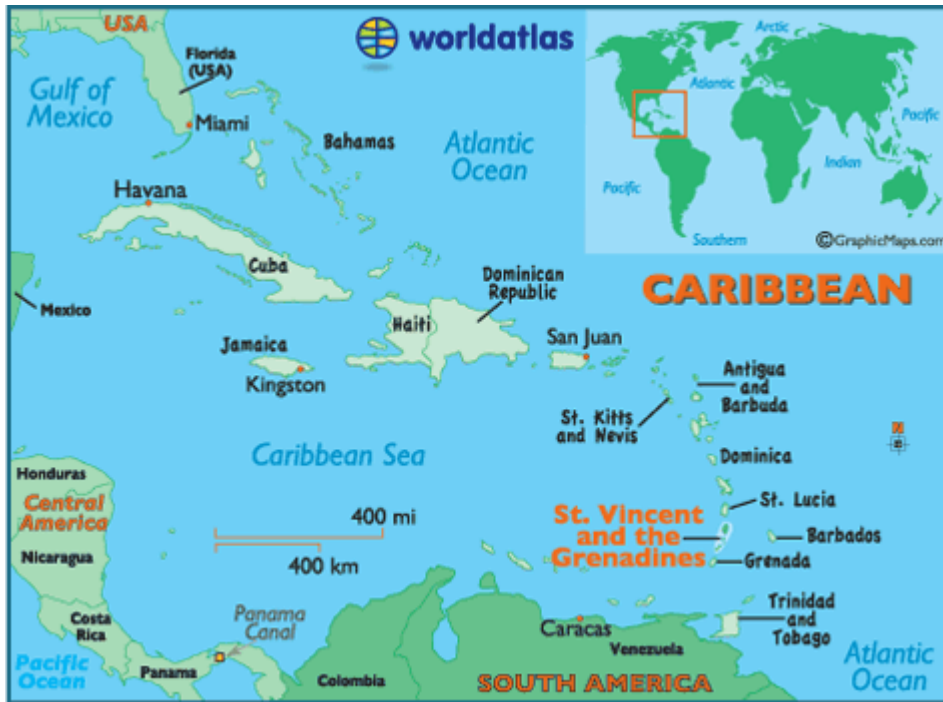 USA
worldatlas
Arctic
Florida
(USA)
Gulf of
Mexico
Atlantic
Pacific
Miami
Bahamas
Atlantic
Ocean
Indian
Pacific
Havana
Southern
©GraphicMaps.com
Cuba
Dominican
Republic
CARIBBEAN
Mexico
Haiti
San Juan
Jamaica
Kingston
Antigua
and
Barbuda
St. Kitts
and Nevis
N
Caribbean Sea
Dominica
Honduras
Central
America
400 mi
St. Lucia
St. Vincent
and the
Grenadines
Barbados
Nicaragua
400 km
Grenada
Costa
Rica
Panama
Canal
Trinidad
and
Tobago
Caracas
Venezuela
Pacific
Ocean
Panama
Colombia
SOUTH AMERICA
Atlantic
Ocean